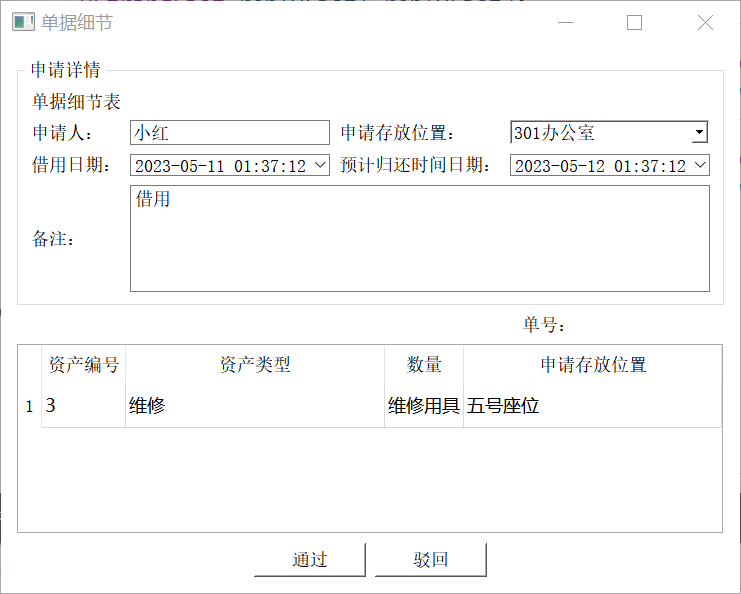 单据细节
申请详情
单据细节表
申请人： 小红 申请存放位置： 301办公室
借用日期： 2023-05-11 01:37:12 预计归还时间日期： 2023-05-12 01:37:12
备注： 借用
单号：
资产编号 资产类型 数量 申请存放位置
1 3 维修 维修用具 五号座位
通过 驳回